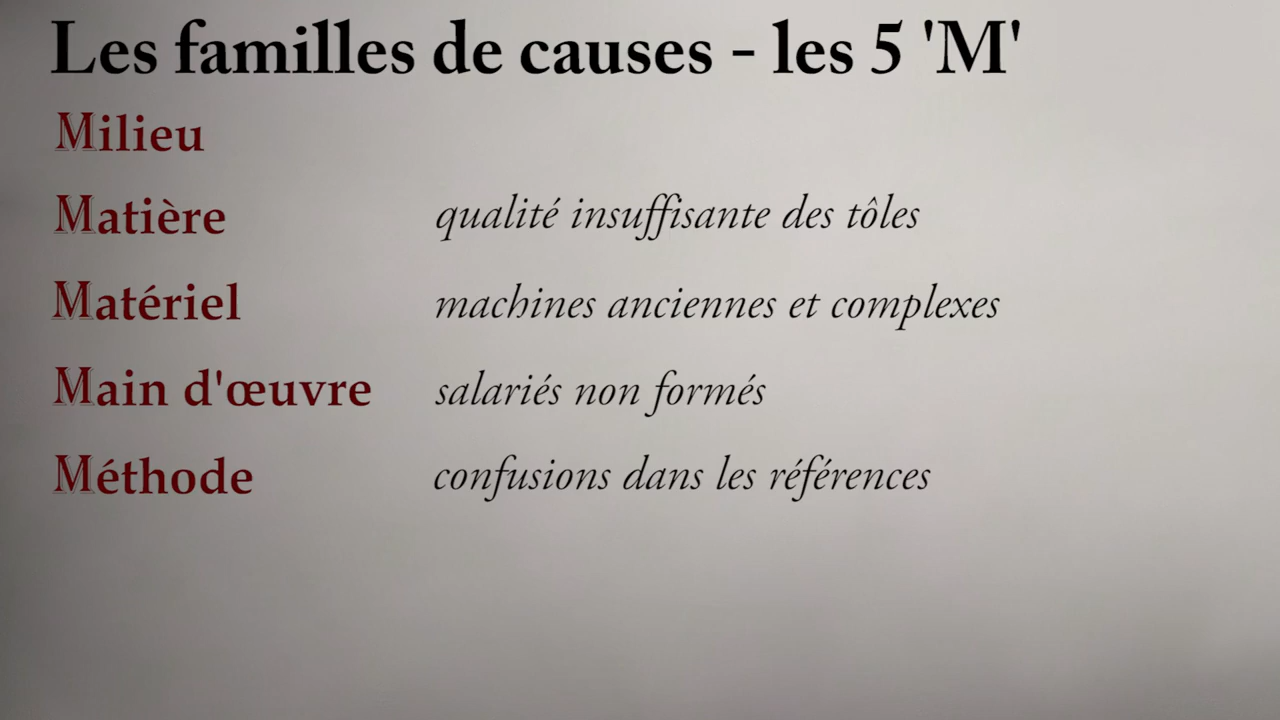 Les familles de causes - les 5 'M'
Milieu
Matière qualité insuffisante des tôles
Matériel machines anciennes et complexes
Main d'œuvre salariés non formés
Méthode confusions dans les références